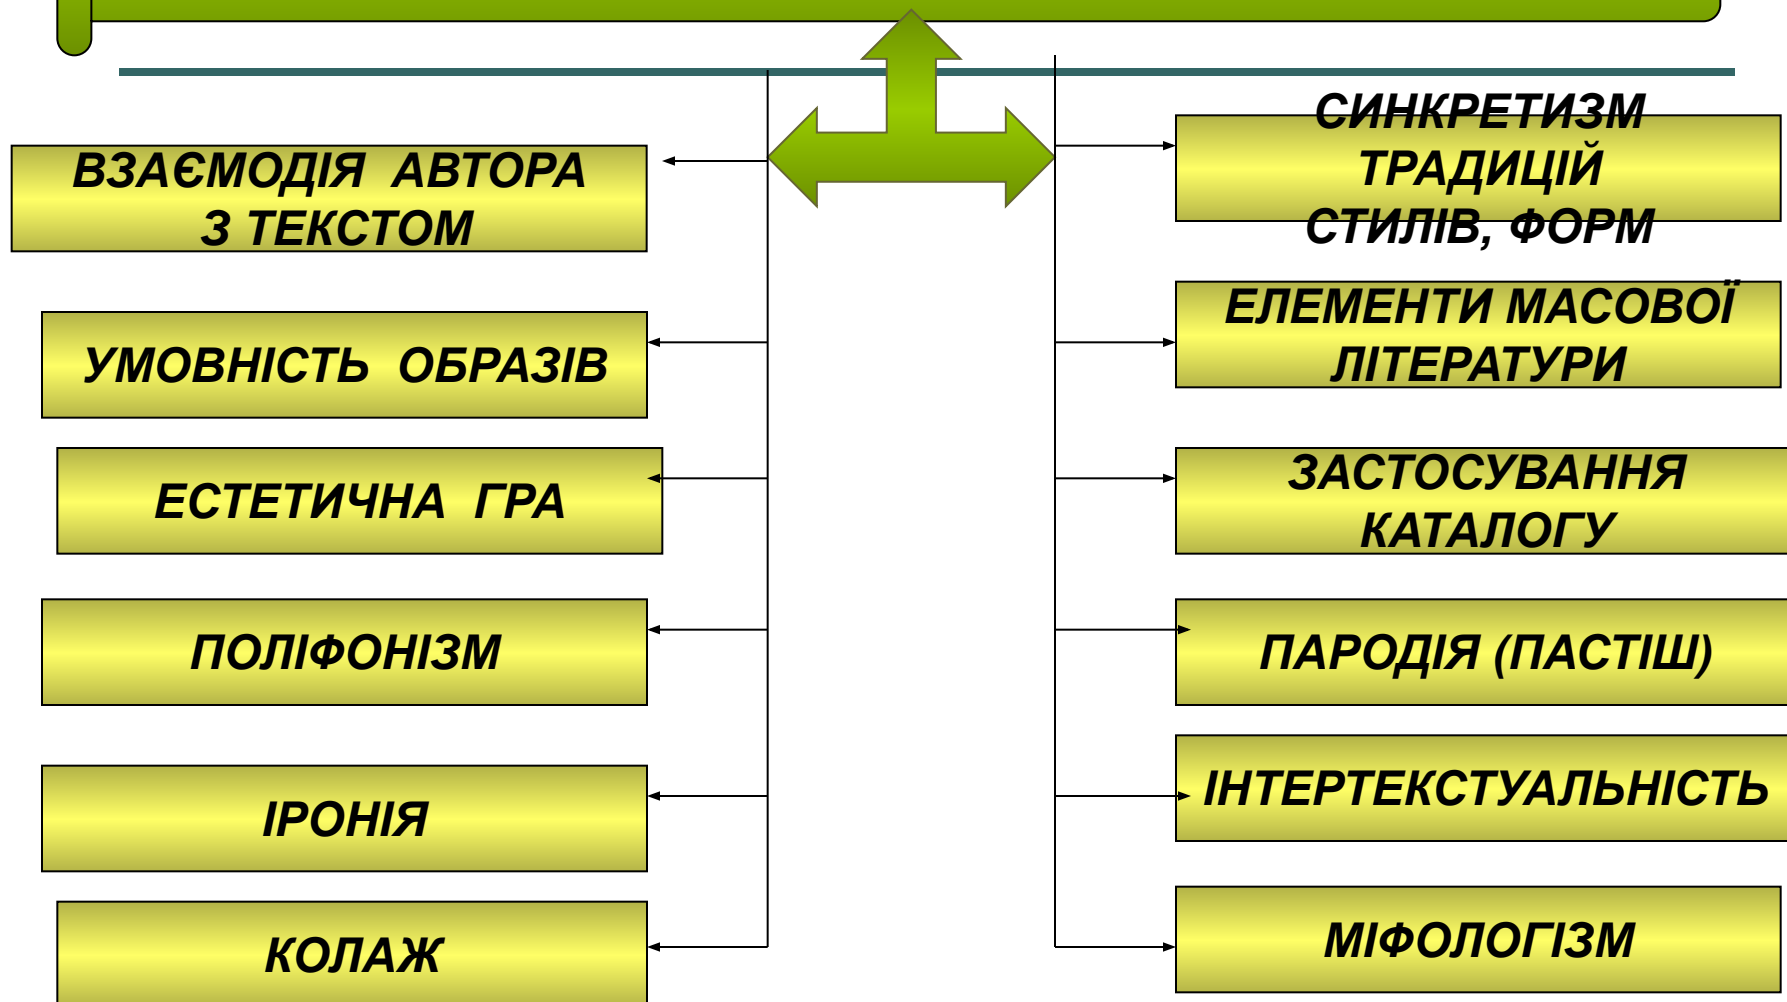 ВЗАЄМОДІЯ АВТОРА
З ТЕКСТОМ
УМОВНІСТЬ ОБРАЗІВ
ЕСТЕТИЧНА ГРА
ПОЛІФОНІЗМ
ІРОНІЯ
КОЛАЖ
СИНКРЕТИЗМ
ТРАДИЦІЙ
СТИЛІВ, ФОРМ
ЕЛЕМЕНТИ МАСОВОЇ
ЛІТЕРАТУРИ
ЗАСТОСУВАННЯ
КАТАЛОГУ
ПАРОДІЯ (ПАСТІШ)
ІНТЕРТЕКСТУАЛЬНІСТЬ
МІФОЛОГІЗМ